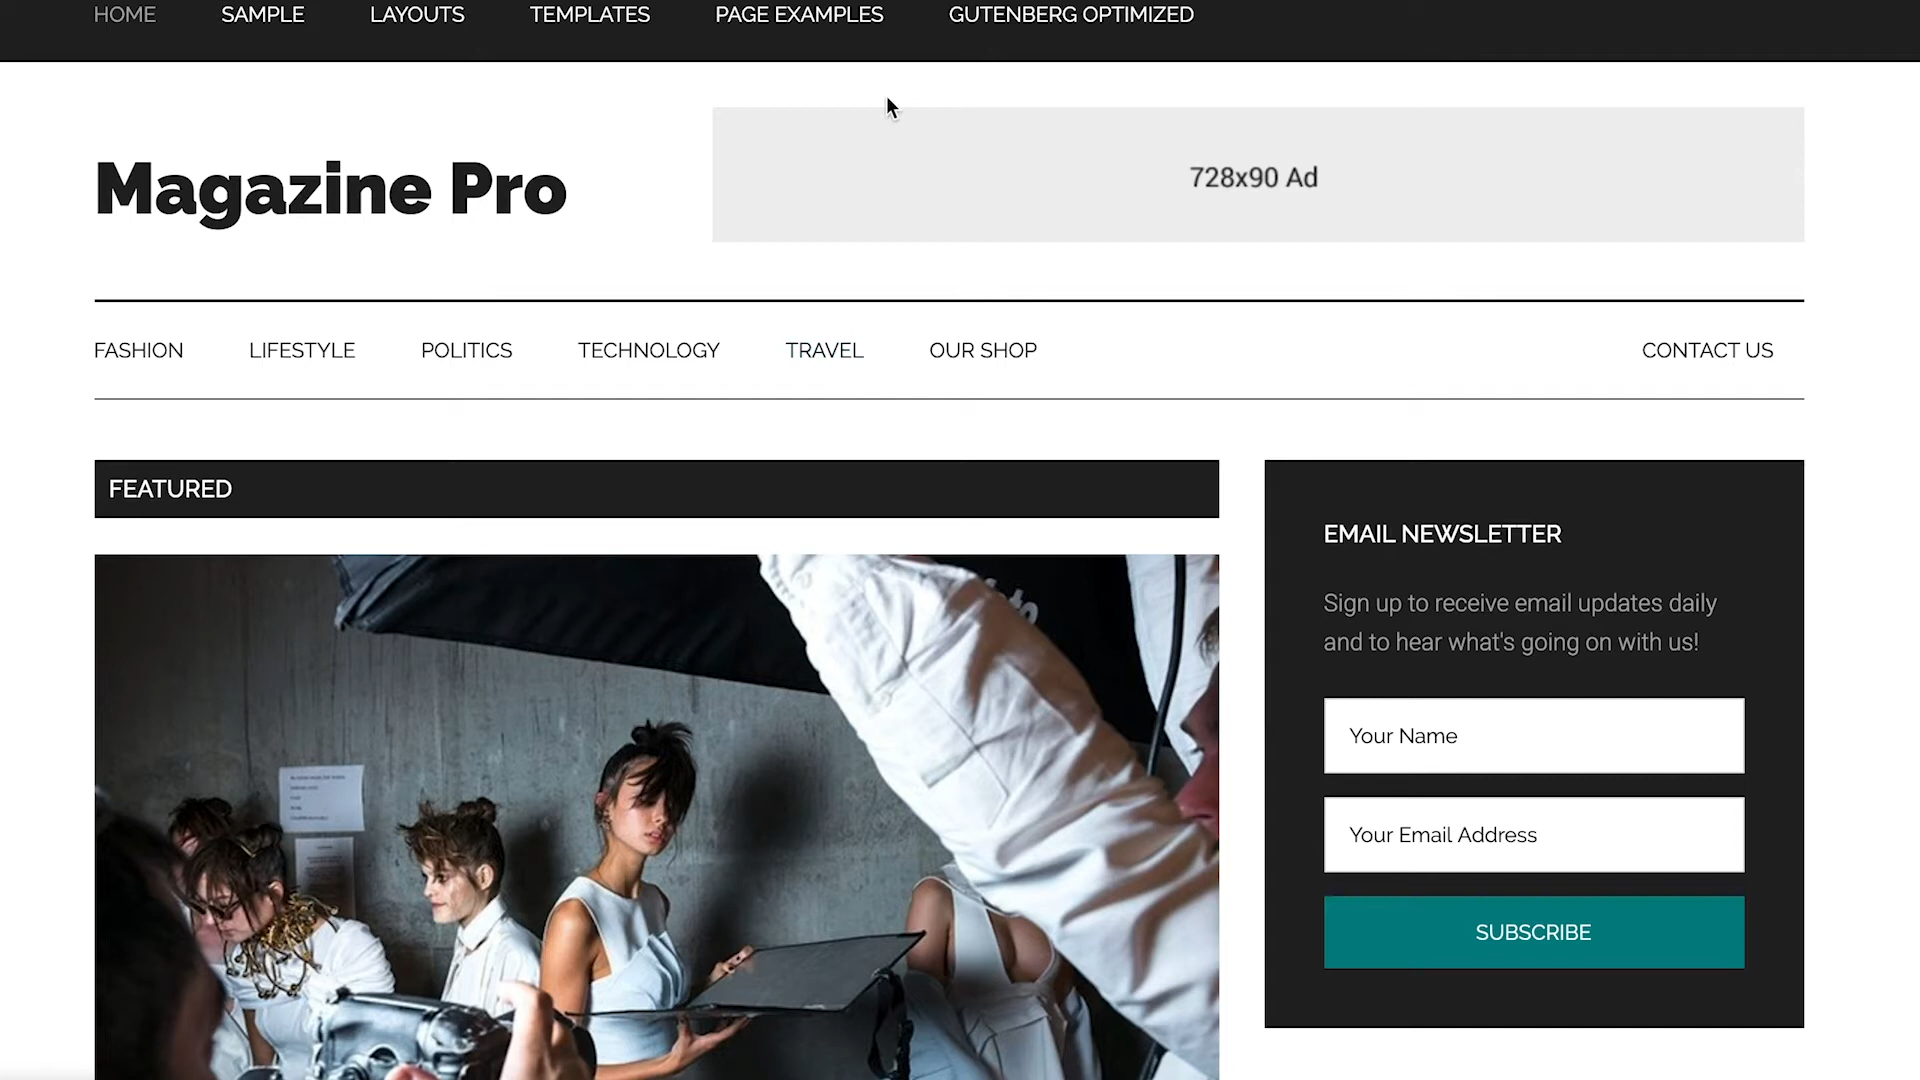 HOME SAMPLE LAYOUTS TEMPLATES PAGE EXAMPLES GUTENBERG OPTIMIZED
Magazine Pro
728x90 Ad
FASHION LIFESTYLE POLITICS TECHNOLOGY TRAVEL OUR SHOP CONTACT US
FEATURED
EMAIL NEWSLETTER
Sign up to receive email updates daily
and to hear what's going on with us!
Your Name
Your Email Address
SUBSCRIBE